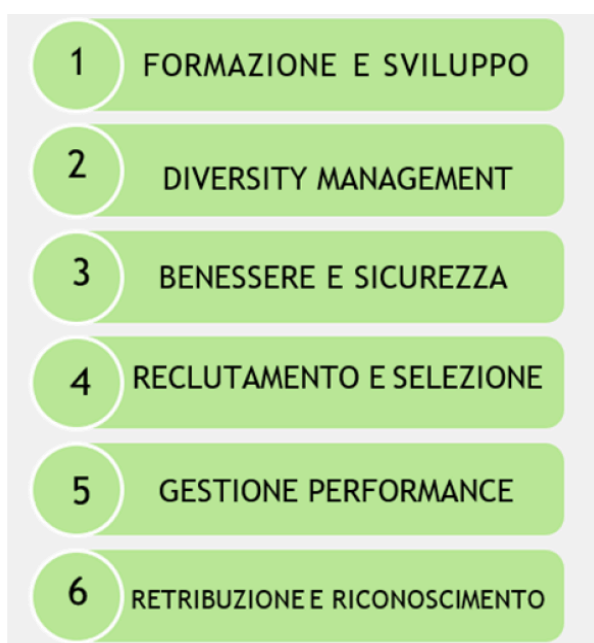 1 FORMAZIONE E SVILUPPO
2 DIVERSITY MANAGEMENT
3 BENESSERE E SICUREZZA
4 RECLUTAMENTO E SELEZIONE
5 GESTIONE PERFORMANCE
6 RETRIBUZIONE E RICONOSCIMENTO